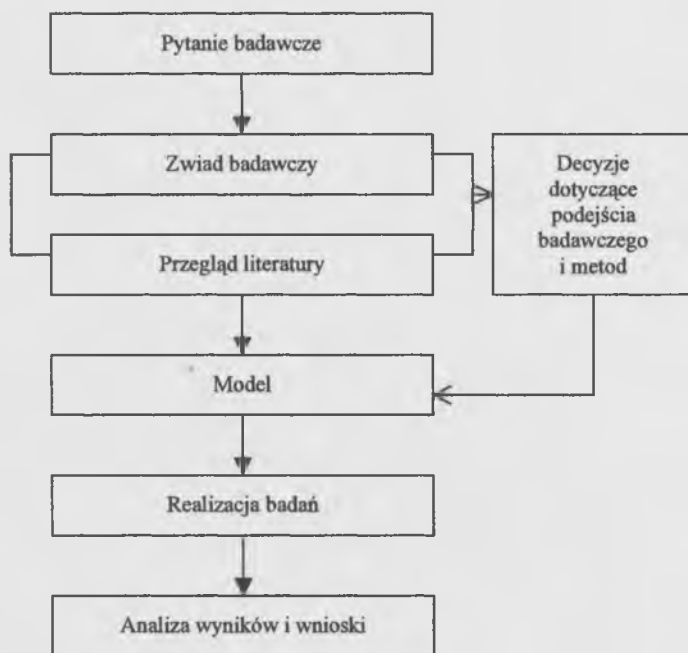 Pytanie badawcze
Zwiad badawczy
Decyzje
dotyczące
podejścia
badawczego
i metod
Przegląd literatury
Model
Realizacja badań
Analiza wyników i wnioski